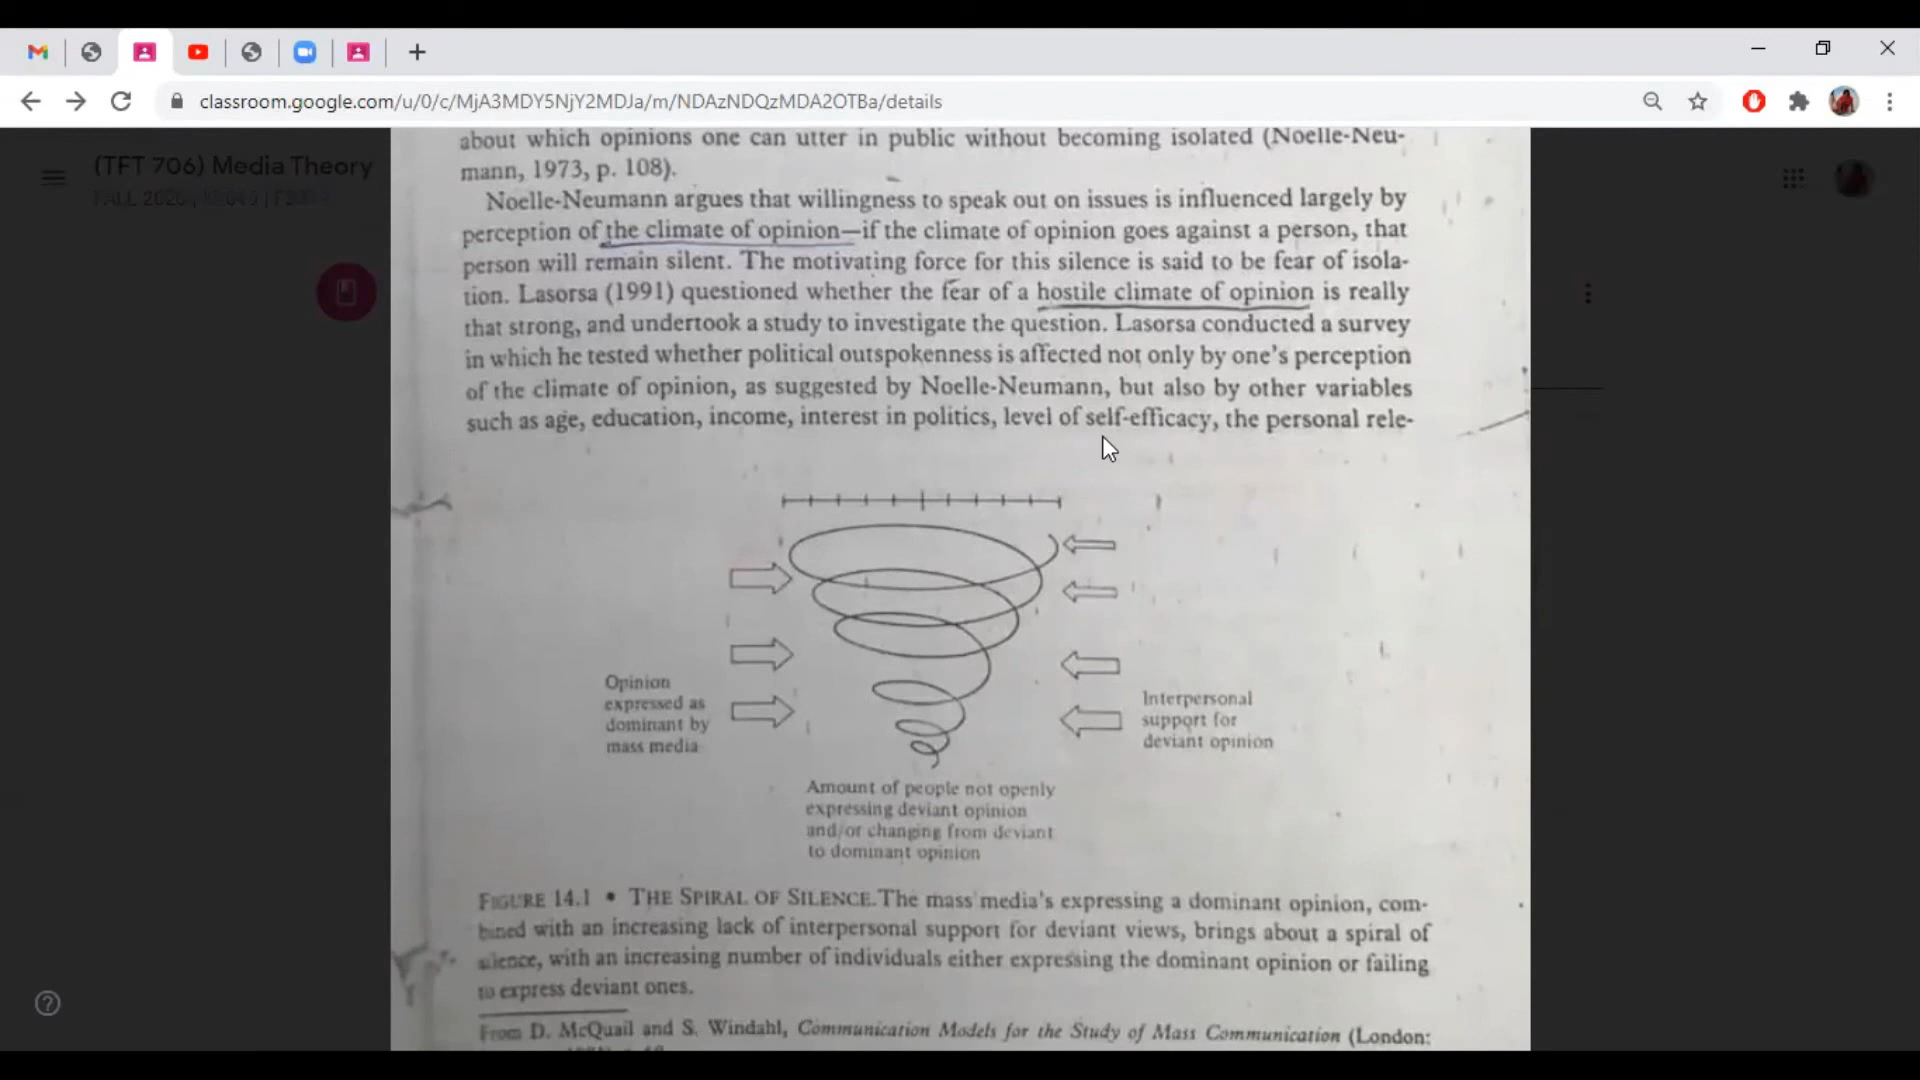 classroom.google.com/u/0/c/MjA3MDY5NjY2MDJa/m/NDAzNDQzMDA2OTBa/details
(TFT 706) Media Theory
about which opinions one can utter in public without becoming isolated (Noelle-Neu-
mann, 1973, p. 108).
Noelle-Neumann argues that willingness to speak out on issues is influenced largely by
perception of the climate of opinion—if the climate of opinion goes against a person, that
person will remain silent. The motivating force for this silence is said to be fear of isola-
tion. Lasorsa (1991) questioned whether the fear of a hostile climate of opinion is really
that strong, and undertook a study to investigate the question. Lasorsa conducted a survey
in which he tested whether political outspokenness is affected not only by one's perception
of the climate of opinion, as suggested by Noelle-Neumann, but also by other variables
such as age, education, income, interest in politics, level of self-efficacy, the personal rele-
Opinion
expressed as
dominant by
mass media
Interpersonal
support for
deviant opinion
Amount of people not openly
expressing deviant opinion
and/or changing from deviant
to dominant opinion
FIGURE 14.1 • THE SPIRAL OF SILENCE. The mass media's expressing a dominant opinion, com-
bined with an increasing lack of interpersonal support for deviant views, brings about a spiral of
silence, with an increasing number of individuals either expressing the dominant opinion or failing
to express deviant ones.
From D. McQuail and S. Windahl, Communication Models for the Study of Mass Communication (London: